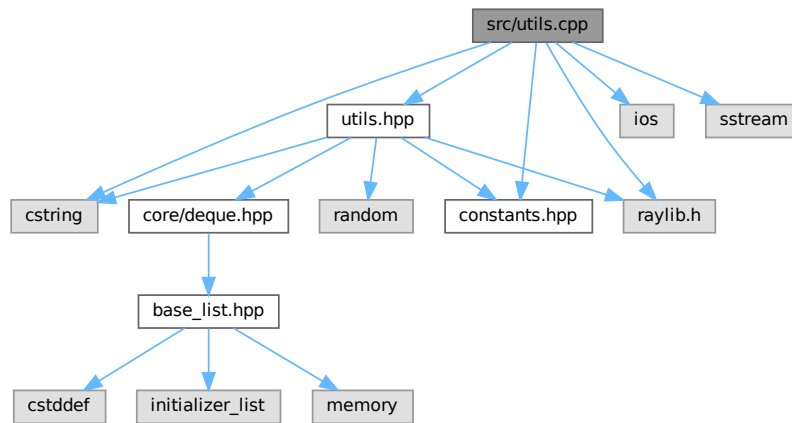 src/utils.cpp
utils.hpp
ios
sstream
cstring
core/deque.hpp
random
constants.hpp
raylib.h
base_list.hpp
cstddef
initializer_list
memory